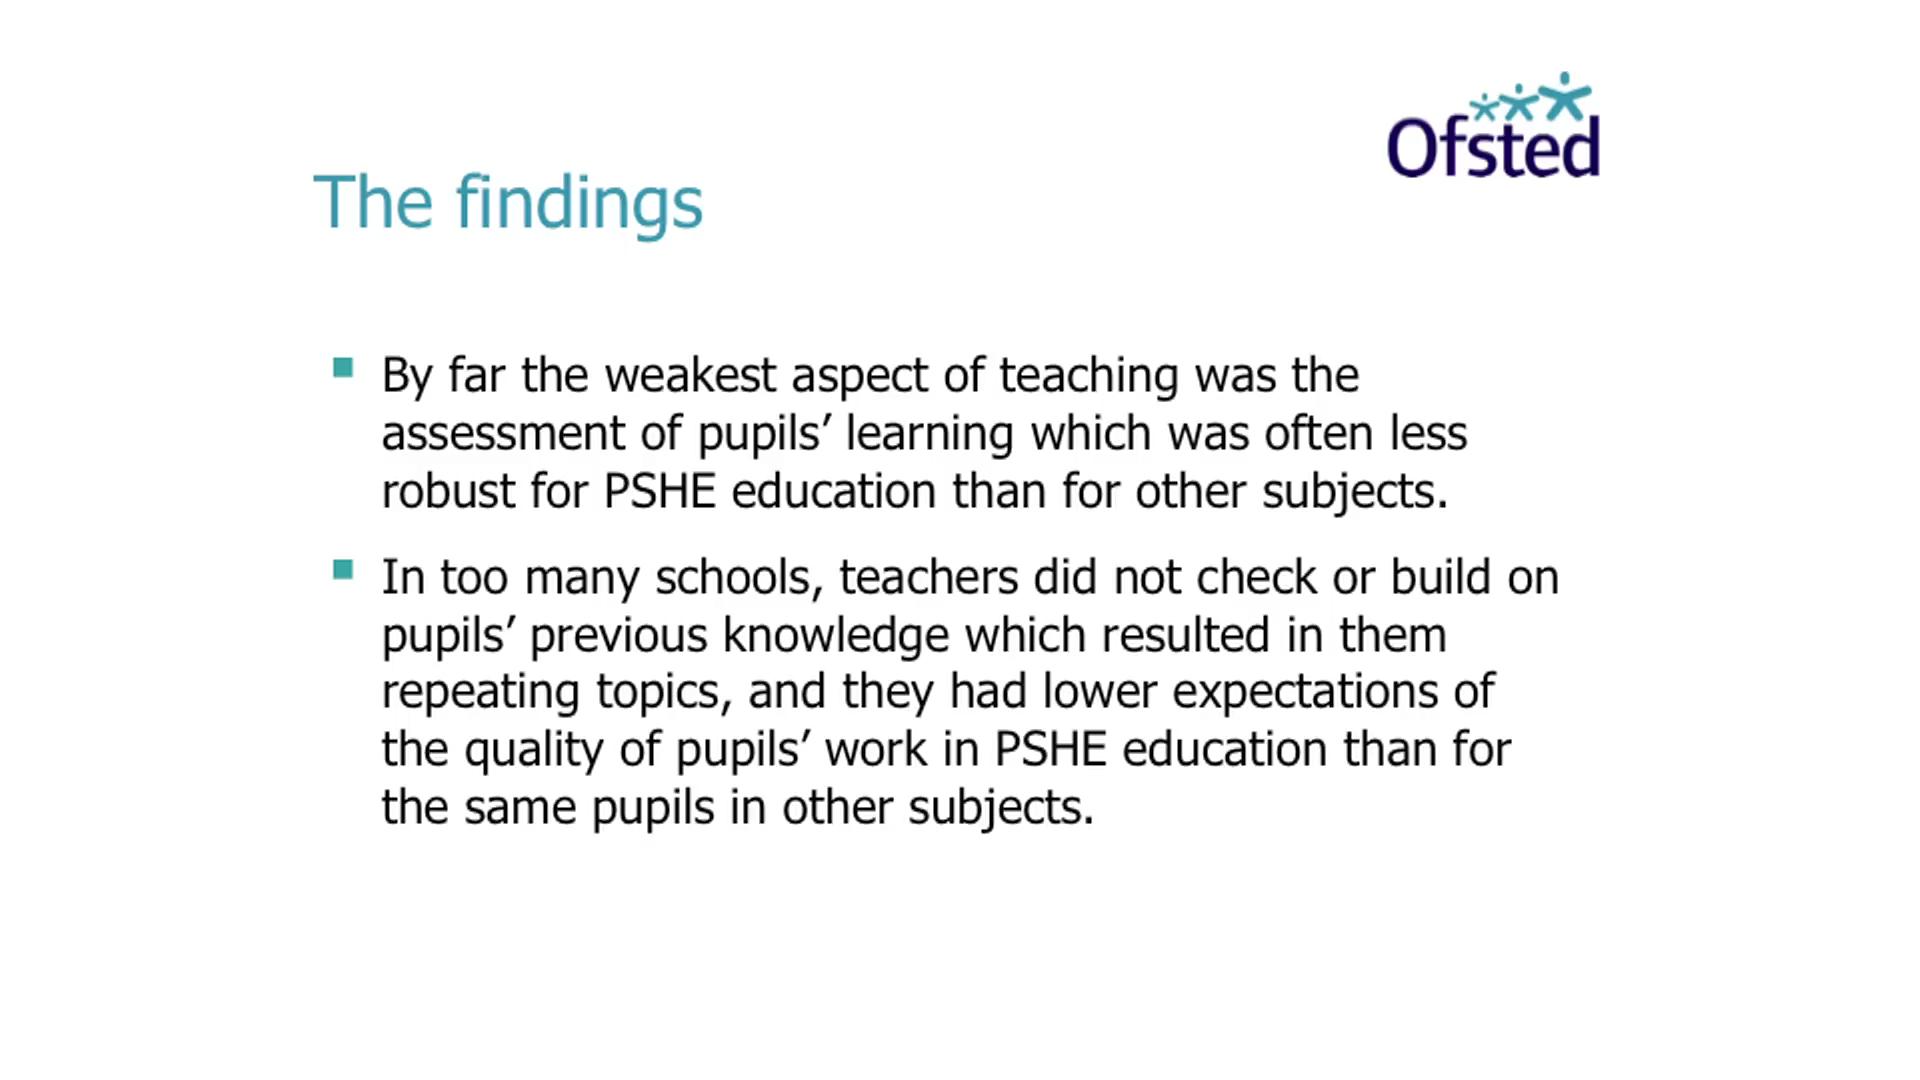 Ofsted
The findings
By far the weakest aspect of teaching was the
assessment of pupils’ learning which was often less
robust for PSHE education than for other subjects.
In too many schools, teachers did not check or build on
pupils’ previous knowledge which resulted in them
repeating topics, and they had lower expectations of
the quality of pupils’ work in PSHE education than for
the same pupils in other subjects.